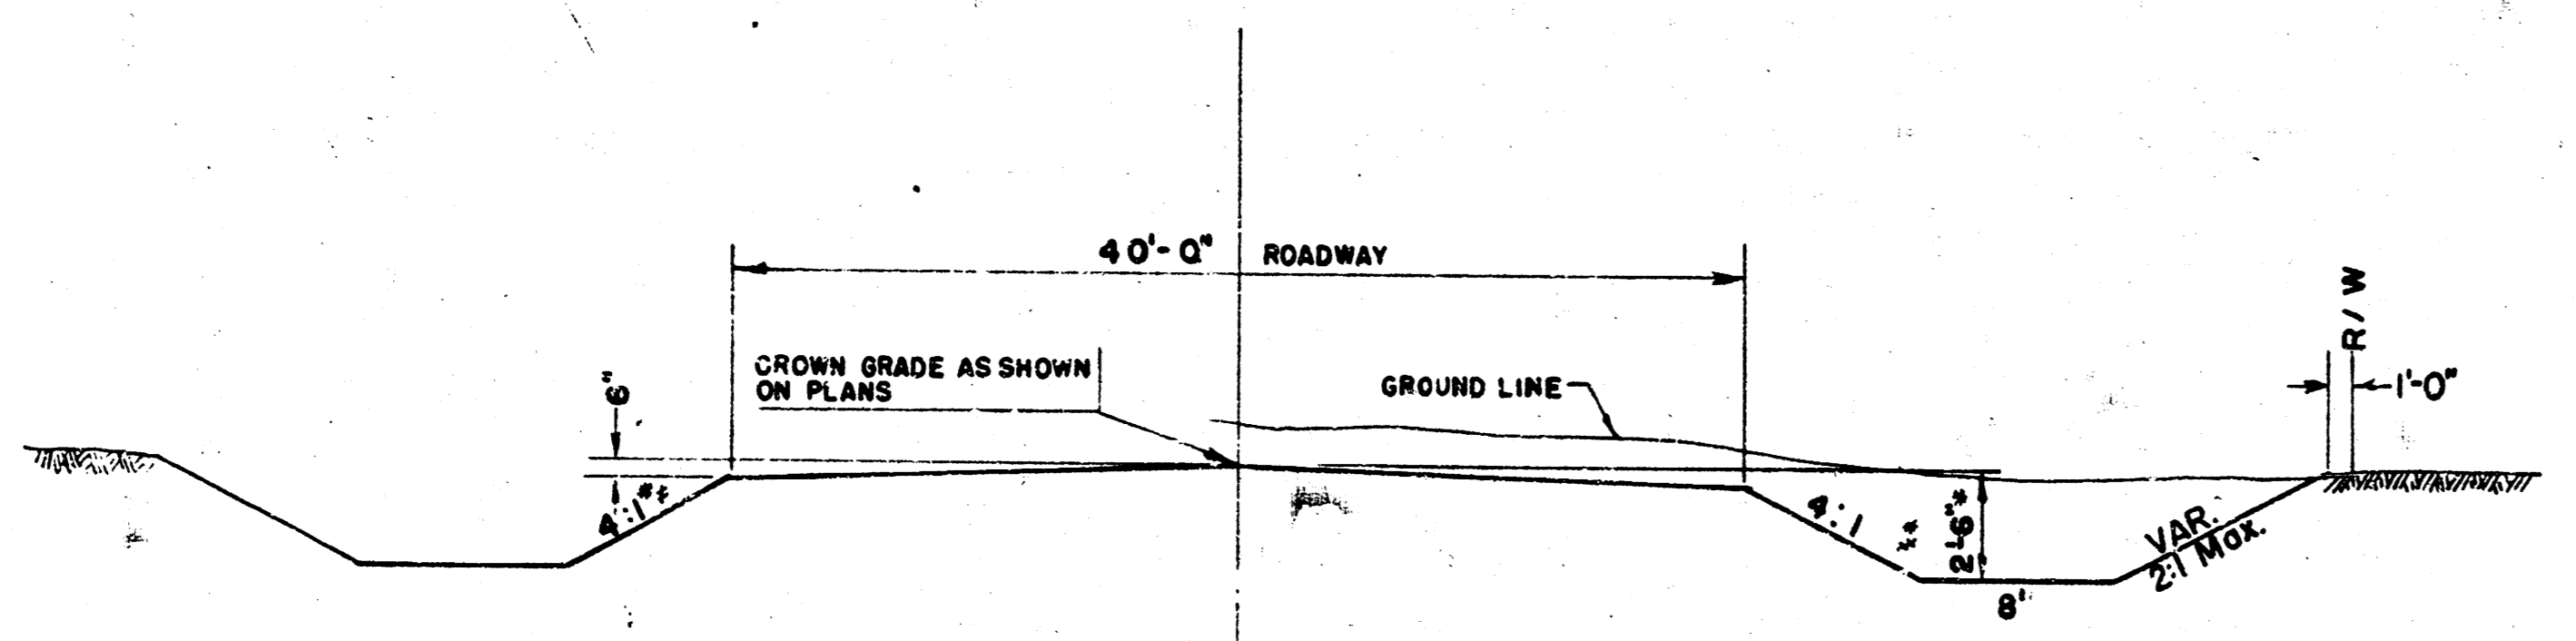 40'-0" ROADWAY
R/W
CROWN GRADE AS SHOWN
ON PLANS
6"
GROUND LINE
1'-0"
4:1**
4:1 **
2'-6"*
VAR.
2:1 Max.
8'